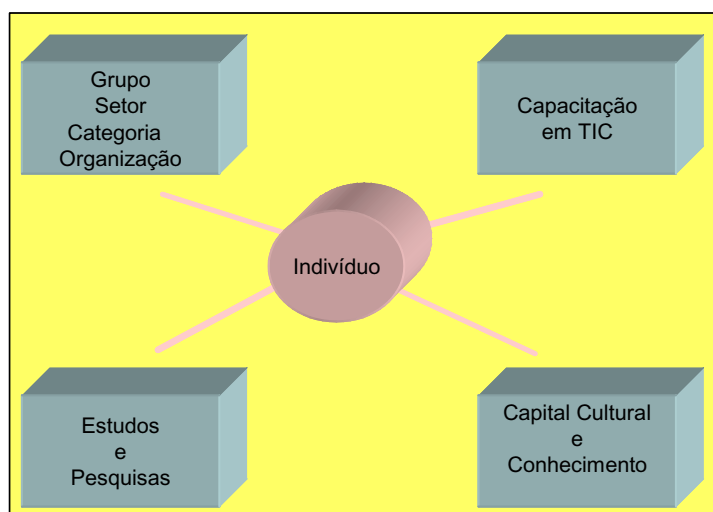 Grupo
Setor
Categoria
Organização
Capacitação
em TIC
Indivíduo
Estudos
e
Pesquisas
Capital Cultural
e
Conhecimento